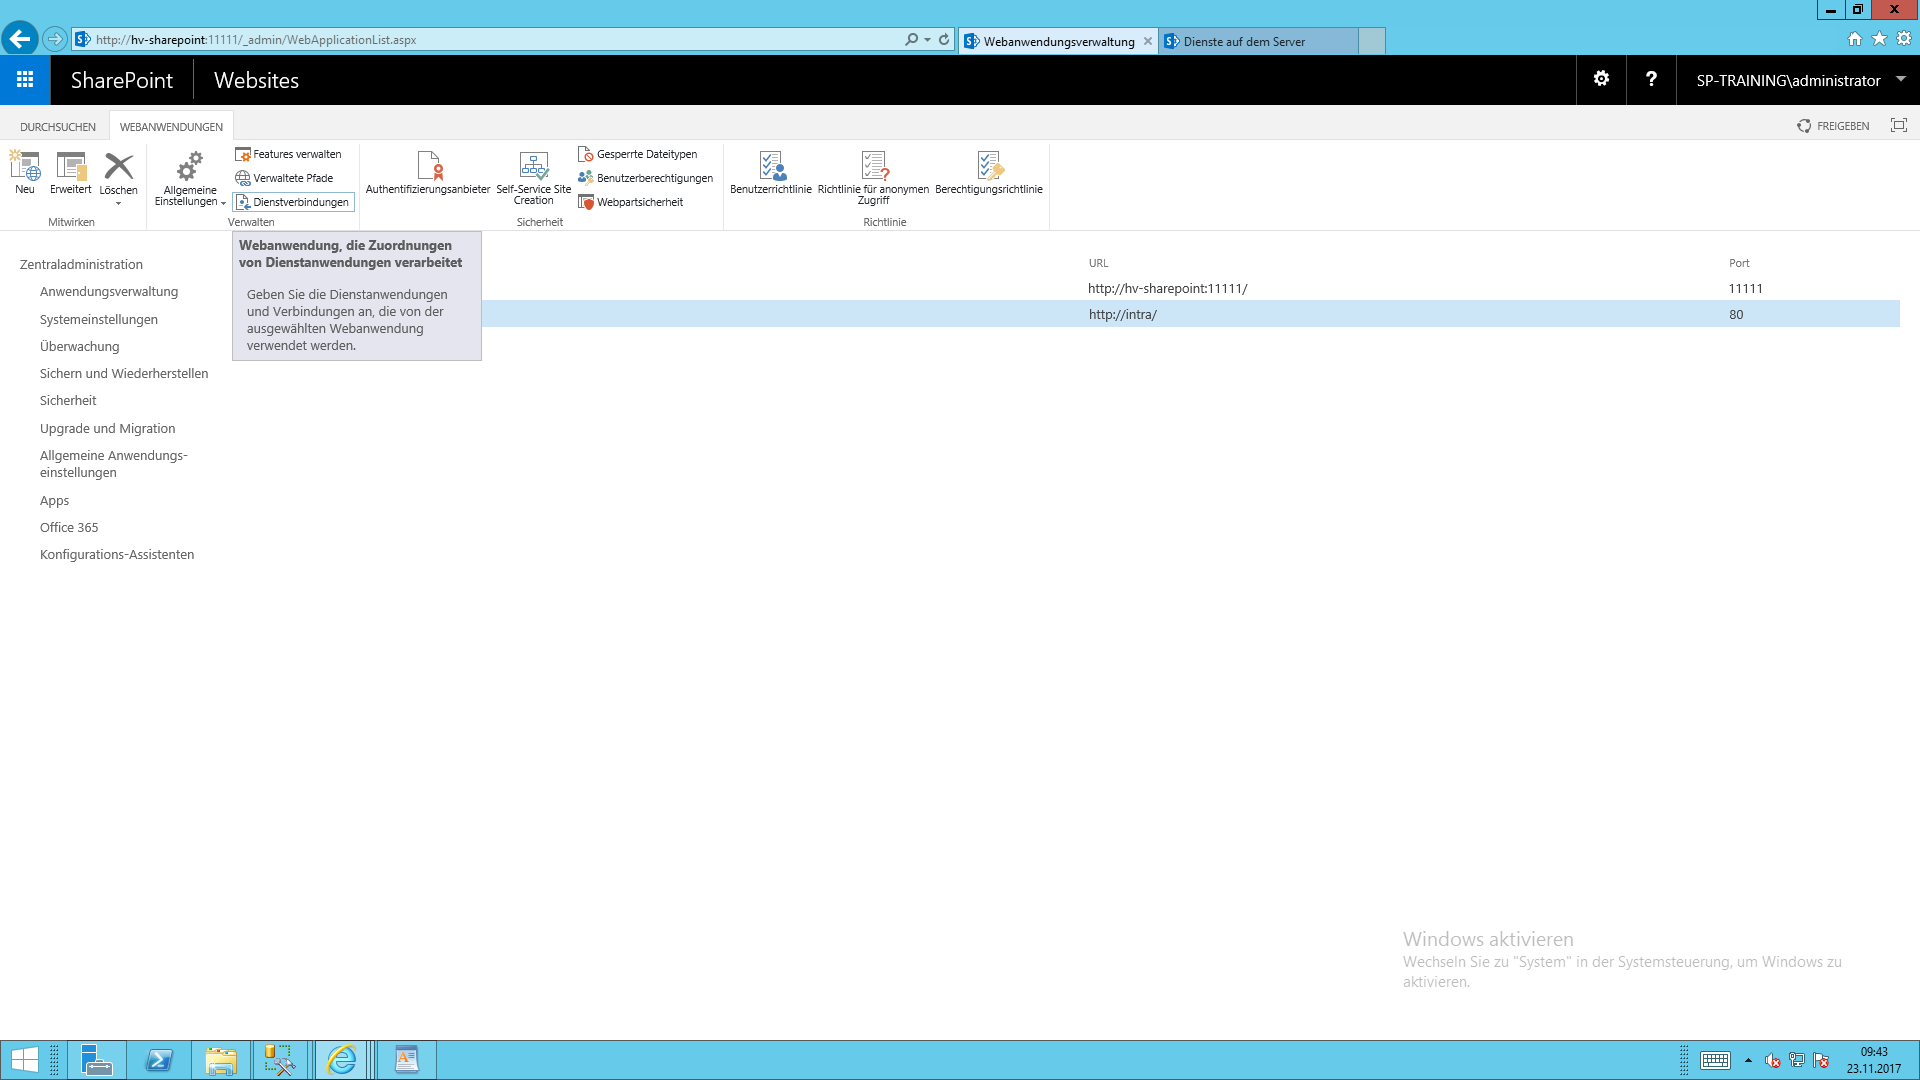 http://hv-sharepoint:11111/_admin/WebApplicationList.aspx
Webanwendungsverwaltung
Dienste auf dem Server
SharePoint
Websites
?
SP-TRAINING\administrator
DURCHSUCHEN
WEBANWENDUNGEN
FREIGEBEN
Neu
Erweitert
Löschen
Mitwirken
Allgemeine
Einstellungen
Features verwalten
Verwaltete Pfade
Dienstverbindungen
Verwalten
Authentifizierungsanbieter
Self-Service Site
Creation
Gesperrte Dateitypen
Benutzerberechtigungen
Webpartsicherheit
Sicherheit
Benutzerrichtlinie
Richtlinie für anonymen
Zugriff
Berechtigungsrichtlinie
Richtlinie
Webanwendung, die Zuordnungen
von Dienstanwendungen verarbeitet
Geben Sie die Dienstanwendungen
und Verbindungen an, die von der
ausgewählten Webanwendung
verwendet werden.
Zentraladministration
Anwendungsverwaltung
Systemeinstellungen
Überwachung
Sichern und Wiederherstellen
Sicherheit
Upgrade und Migration
Allgemeine Anwendungs-
einstellungen
Apps
Office 365
Konfigurations-Assistenten
URL
Port
http://hv-sharepoint:11111/
11111
http://intra/
80
Windows aktivieren
Wechseln Sie zu "System" in der Systemsteuerung, um Windows zu
aktivieren.
09:43
23.11.2017